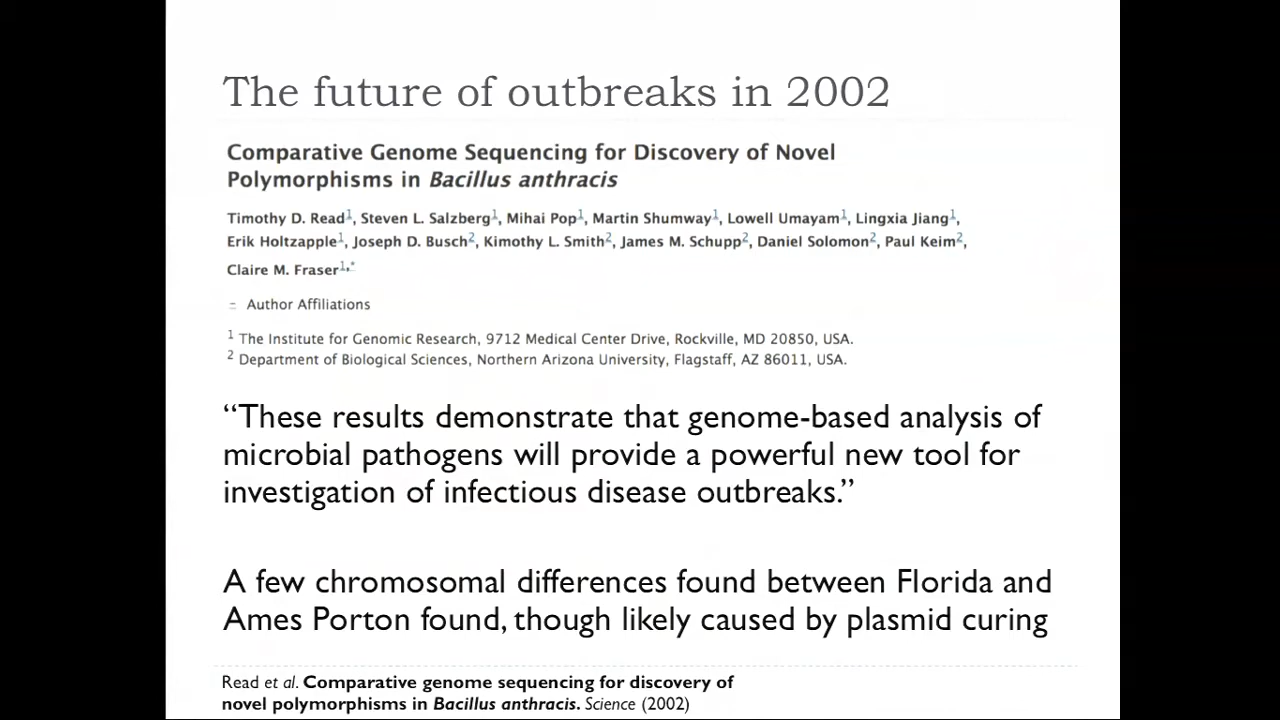 The future of outbreaks in 2002
Comparative Genome Sequencing for Discovery of Novel
Polymorphisms in Bacillus anthracis
Timothy D. Read1, Steven L. Salzberg1, Mihai Pop1, Martin Shumway1, Lowell Umayam1, Lingxia Jiang1,
Erik Holtzapple1, Joseph D. Busch2, Kimothy L. Smith2, James M. Schupp2, Daniel Solomon2, Paul Keim2,
Claire M. Fraser1,*
Author Affiliations
1 The Institute for Genomic Research, 9712 Medical Center Drive, Rockville, MD 20850, USA.
2 Department of Biological Sciences, Northern Arizona University, Flagstaff, AZ 86011, USA.
“These results demonstrate that genome-based analysis of
microbial pathogens will provide a powerful new tool for
investigation of infectious disease outbreaks.”
A few chromosomal differences found between Florida and
Ames Porton found, though likely caused by plasmid curing
Read et al. Comparative genome sequencing for discovery of
novel polymorphisms in Bacillus anthracis. Science (2002)